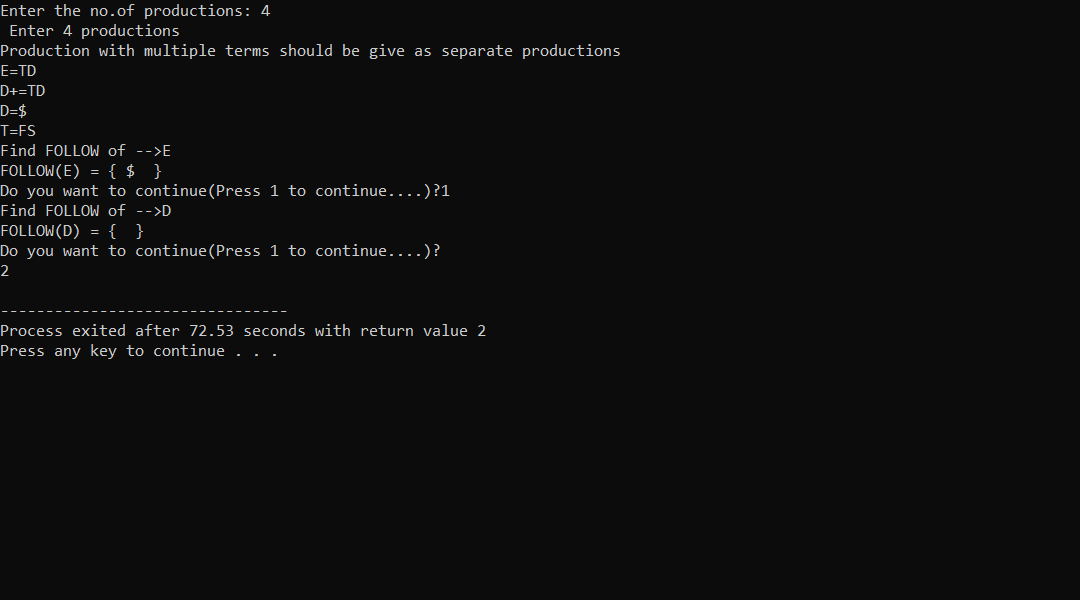 Enter the no.of productions: 4
 Enter 4 productions
Production with multiple terms should be give as separate productions
E=TD
D+=TD
D=$
T=FS
Find FOLLOW of -->E
FOLLOW(E) = { $  }
Do you want to continue(Press 1 to continue....)?1
Find FOLLOW of -->D
FOLLOW(D) = {  }
Do you want to continue(Press 1 to continue....)?
2

--------------------------------
Process exited after 72.53 seconds with return value 2
Press any key to continue . . .